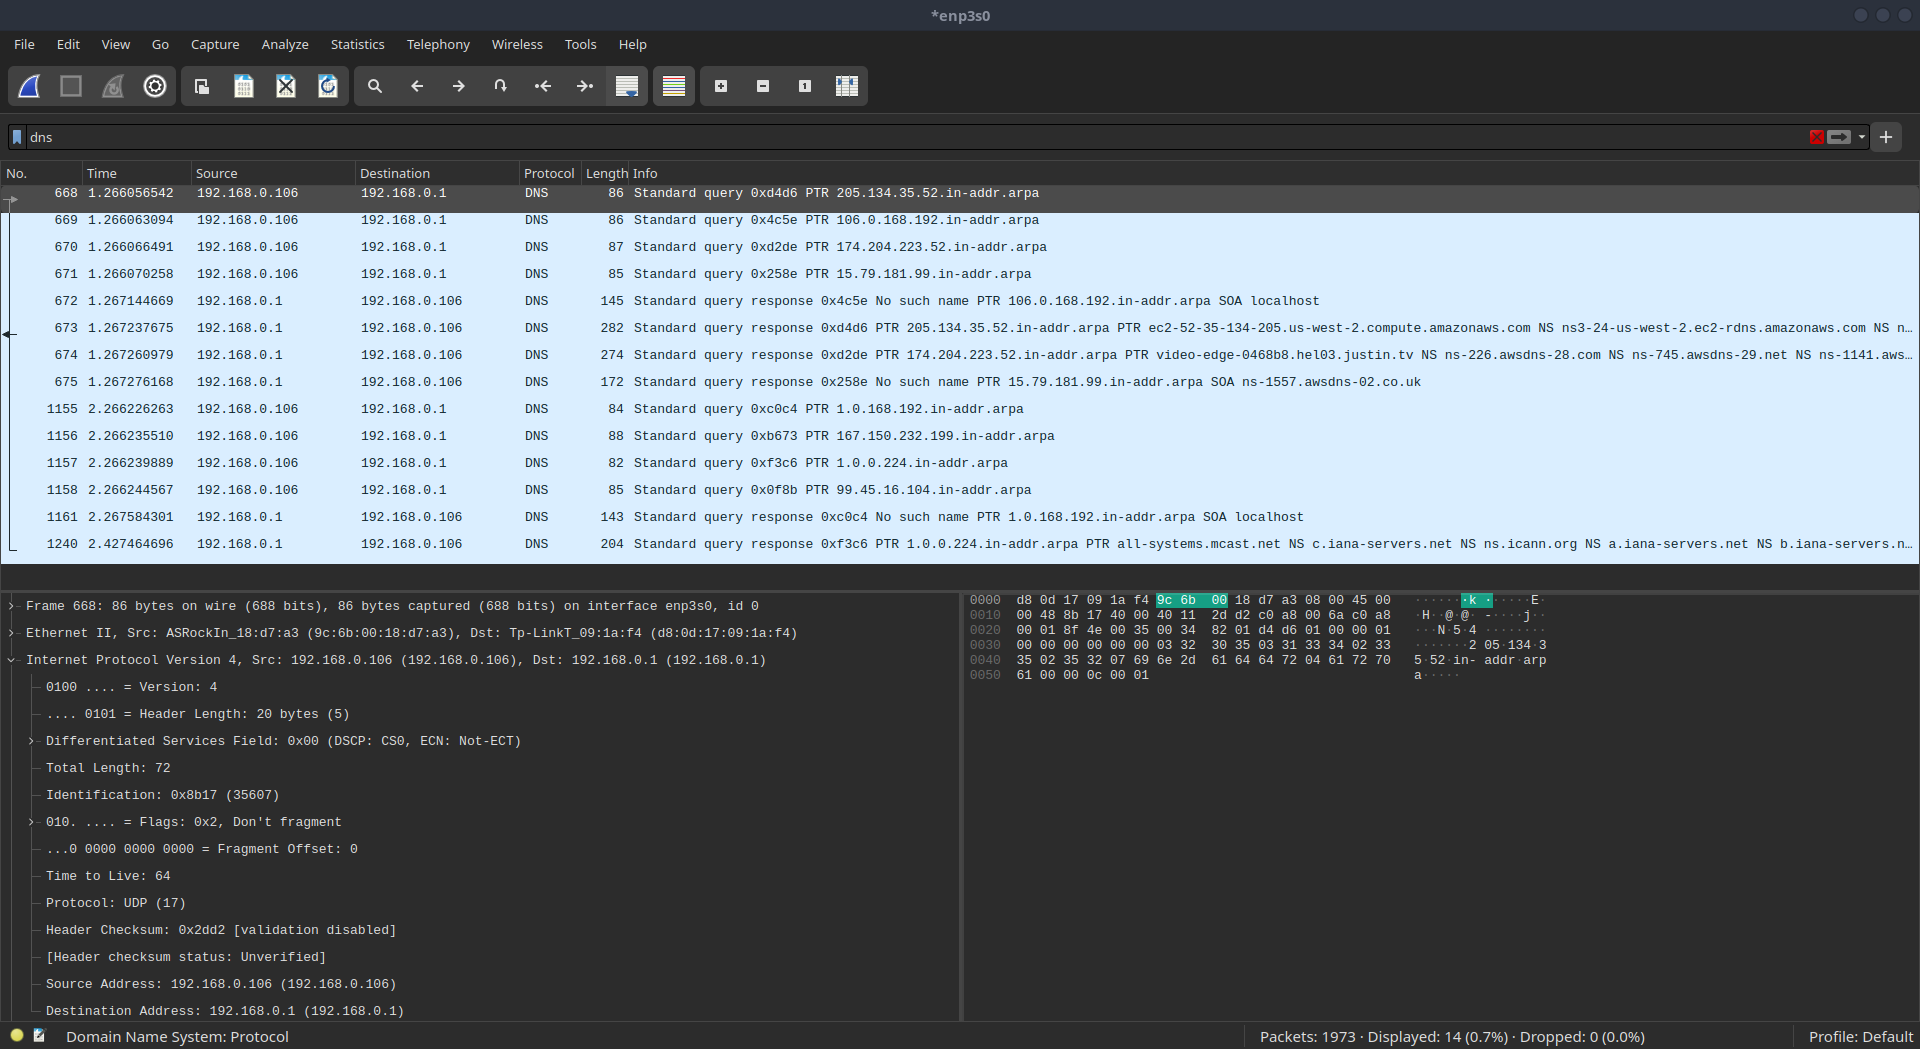 *enp3s0
File Edit View Go Capture Analyze Statistics Telephony Wireless Tools Help
dns
No. Time Source Destination Protocol Length Info
668 1.266056542 192.168.0.106 192.168.0.1 DNS 86 Standard query 0xd4d6 PTR 205.134.35.52.in-addr.arpa
669 1.266063094 192.168.0.106 192.168.0.1 DNS 86 Standard query 0x4c5e PTR 106.0.168.192.in-addr.arpa
670 1.266066491 192.168.0.106 192.168.0.1 DNS 87 Standard query 0xd2de PTR 174.204.223.52.in-addr.arpa
671 1.266070258 192.168.0.106 192.168.0.1 DNS 85 Standard query 0x258e PTR 15.79.181.99.in-addr.arpa
672 1.267144669 192.168.0.1 192.168.0.106 DNS 145 Standard query response 0x4c5e No such name PTR 106.0.168.192.in-addr.arpa SOA localhost
673 1.267237675 192.168.0.1 192.168.0.106 DNS 282 Standard query response 0xd4d6 PTR 205.134.35.52.in-addr.arpa PTR ec2-52-35-134-205.us-west-2.compute.amazonaws.com NS ns3-24-us-west-2.ec2-rdns.amazonaws.com NS n…
674 1.267260979 192.168.0.1 192.168.0.106 DNS 274 Standard query response 0xd2de PTR 174.204.223.52.in-addr.arpa PTR video-edge-0468b8.hel03.justin.tv NS ns-226.awsdns-28.com NS ns-745.awsdns-29.net NS ns-1141.aws…
675 1.267276168 192.168.0.1 192.168.0.106 DNS 172 Standard query response 0x258e No such name PTR 15.79.181.99.in-addr.arpa SOA ns-1557.awsdns-02.co.uk
1155 2.266226263 192.168.0.106 192.168.0.1 DNS 84 Standard query 0xc0c4 PTR 1.0.168.192.in-addr.arpa
1156 2.266235510 192.168.0.106 192.168.0.1 DNS 88 Standard query 0xb673 PTR 167.150.232.199.in-addr.arpa
1157 2.266239889 192.168.0.106 192.168.0.1 DNS 82 Standard query 0xf3c6 PTR 1.0.0.224.in-addr.arpa
1158 2.266244567 192.168.0.106 192.168.0.1 DNS 85 Standard query 0x0f8b PTR 99.45.16.104.in-addr.arpa
1161 2.267584301 192.168.0.1 192.168.0.106 DNS 143 Standard query response 0xc0c4 No such name PTR 1.0.168.192.in-addr.arpa SOA localhost
1240 2.427464696 192.168.0.1 192.168.0.106 DNS 204 Standard query response 0xf3c6 PTR 1.0.0.224.in-addr.arpa PTR all-systems.mcast.net NS c.iana-servers.net NS ns.icann.org NS a.iana-servers.net NS b.iana-servers.n…
Frame 668: 86 bytes on wire (688 bits), 86 bytes captured (688 bits) on interface enp3s0, id 0
Ethernet II, Src: ASRockIn_18:d7:a3 (9c:6b:00:18:d7:a3), Dst: Tp-LinkT_09:1a:f4 (d8:0d:17:09:1a:f4)
Internet Protocol Version 4, Src: 192.168.0.106 (192.168.0.106), Dst: 192.168.0.1 (192.168.0.1)
0100 .... = Version: 4
.... 0101 = Header Length: 20 bytes (5)
Differentiated Services Field: 0x00 (DSCP: CS0, ECN: Not-ECT)
Total Length: 72
Identification: 0x8b17 (35607)
010. .... = Flags: 0x2, Don't fragment
...0 0000 0000 0000 = Fragment Offset: 0
Time to Live: 64
Protocol: UDP (17)
Header Checksum: 0x2dd2 [validation disabled]
[Header checksum status: Unverified]
Source Address: 192.168.0.106 (192.168.0.106)
Destination Address: 192.168.0.1 (192.168.0.1)
0000 d8 0d 17 09 1a f4 9c 6b 00 18 d7 a3 08 00 45 00 ·······k· ·····E·
0010 00 48 8b 17 40 00 40 11 2d d2 c0 a8 00 6a c0 a8 ·H··@·@· -····j··
0020 00 01 8f 4e 00 35 00 34 82 01 d4 d6 01 00 00 01 ···N·5·4 ········
0030 00 00 00 00 00 00 03 32 30 35 03 31 33 34 02 33 ·······2 05·134·3
0040 35 02 35 32 07 69 6e 2d 61 64 64 72 04 61 72 70 5·52·in- addr·arp
0050 61 00 00 0c 00 01 a·····
Domain Name System: Protocol
Packets: 1973 · Displayed: 14 (0.7%) · Dropped: 0 (0.0%)
Profile: Default